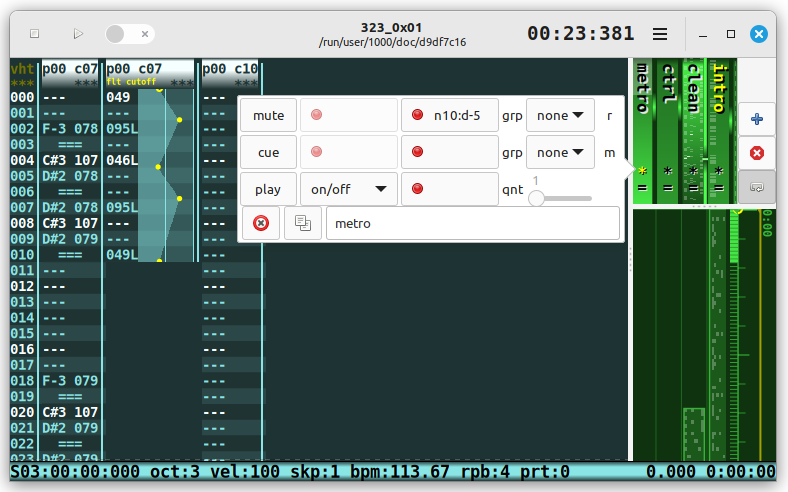 323_0x01
/run/user/1000/doc/d9df7c16
00:23:381
vht p00 c07 p00 c07 p00 c10
*** *** flt cutoff *** ***
000 --- 049 ---
001 --- ---
002 F-3 078 095L ---
003 === ---
004 C#3 107 046L ---
005 D#2 078 ---
006 === ---
007 D#2 078 095L ---
008 C#3 107 ---
009 D#2 079 ---
010 === 049L ---
011 --- ---
012 --- ---
013 --- ---
014 --- ---
015 --- ---
016 --- ---
017 --- ---
018 F-3 079 ---
019 === ---
020 C#3 107 ---
021 D#2 079 ---
022 === ---
023 D#2 079 ---
mute n10:d-5 grp none r
cue grp none m
play on/off qnt 1
metro
metro * =
ctrl * =
clean * =
intro * =
0:00
S03:00:00:000 oct:3 vel:100 skp:1 bpm:113.67 rpb:4 prt:0 0.000 0:00:00